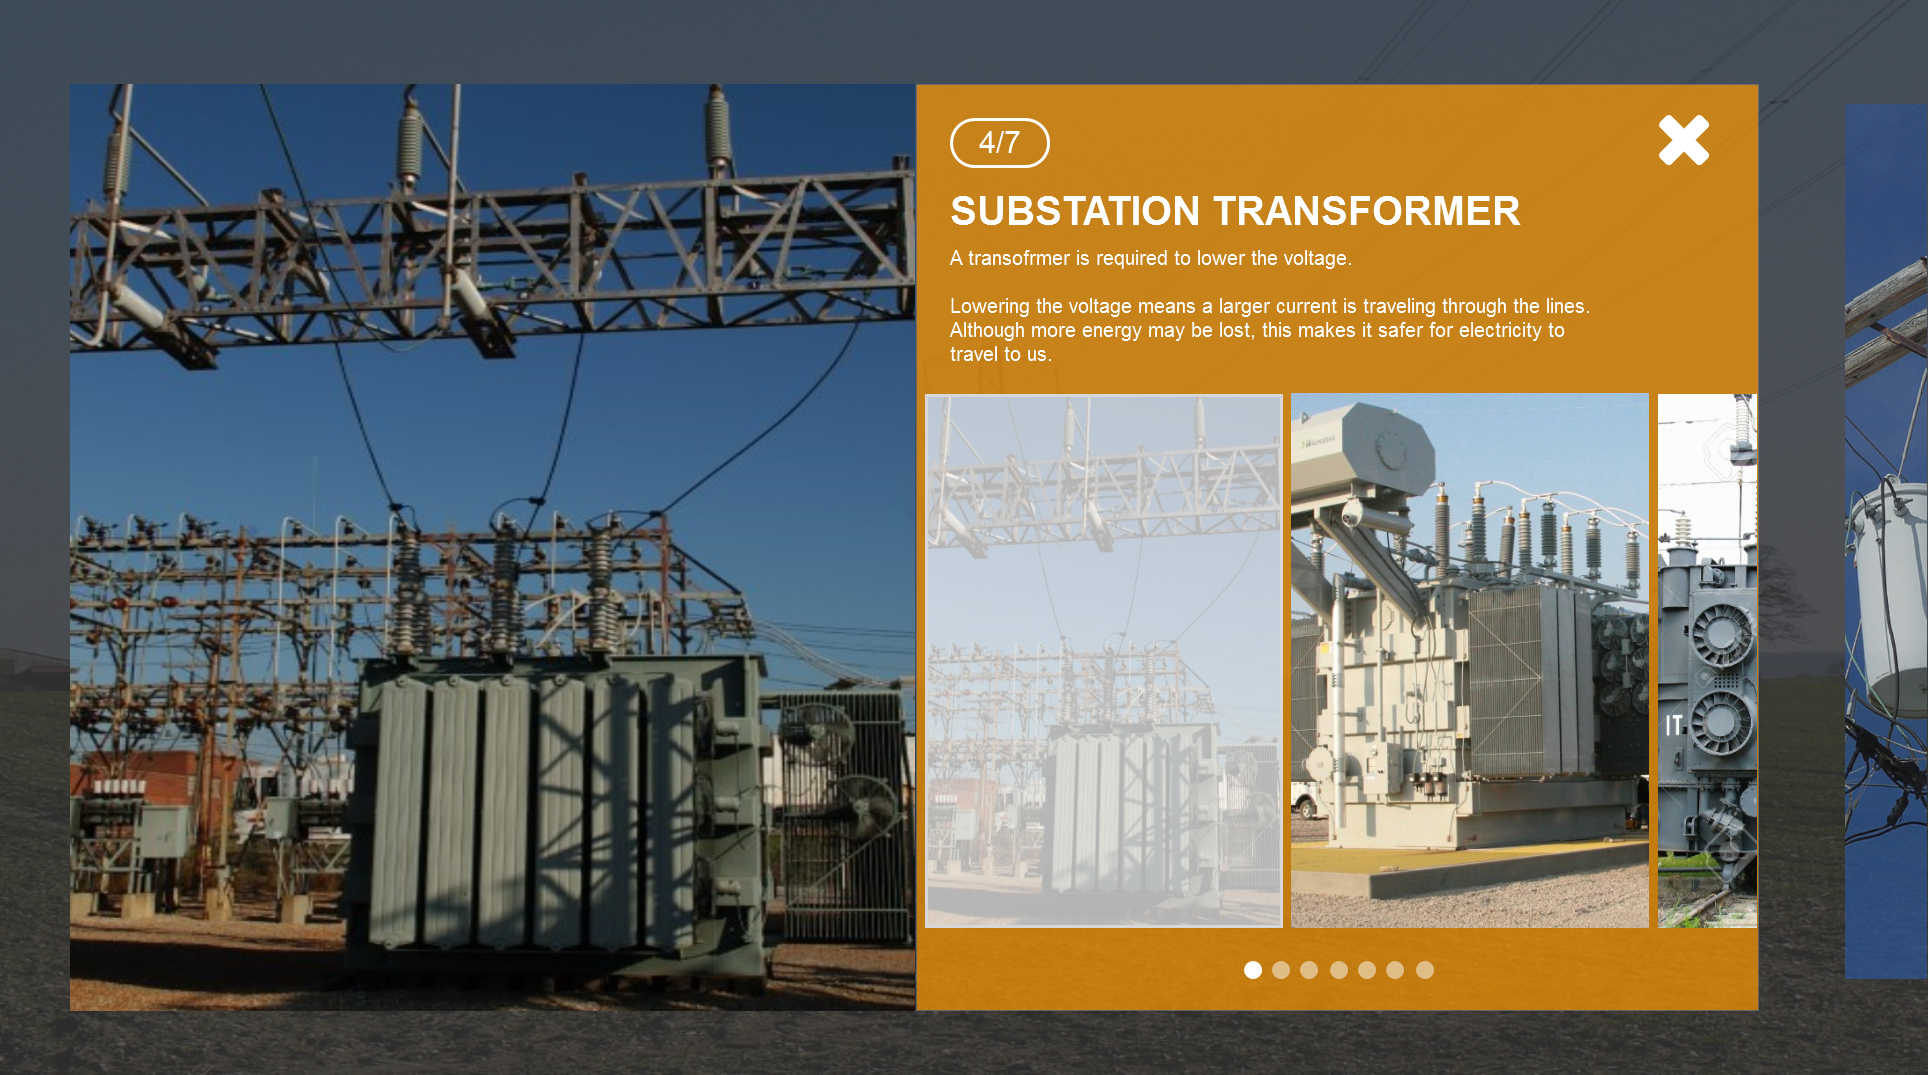 4/7
SUBSTATION TRANSFORMER
A transofrmer is required to lower the voltage.
Lowering the voltage means a larger current is traveling through the lines.
Although more energy may be lost, this makes it safer for electricity to
travel to us.
IT